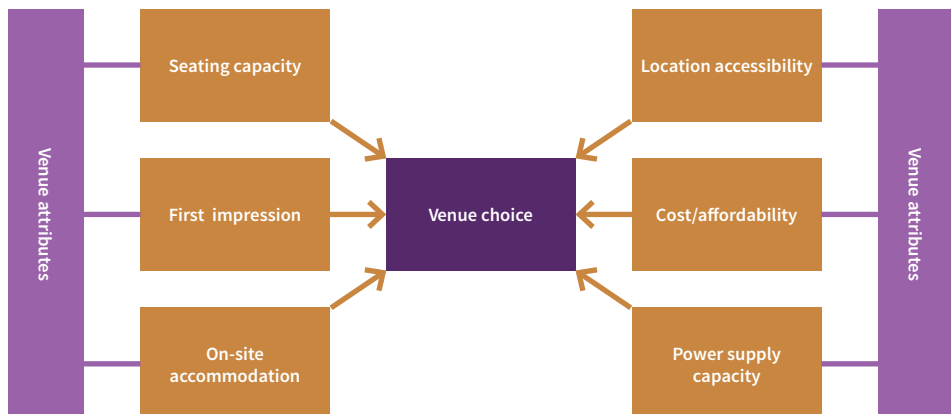 Venue attributes
Seating capacity
First impression
On-site
accommodation
Venue choice
Location accessibility
Cost/affordability
Power supply
capacity
Venue attributes